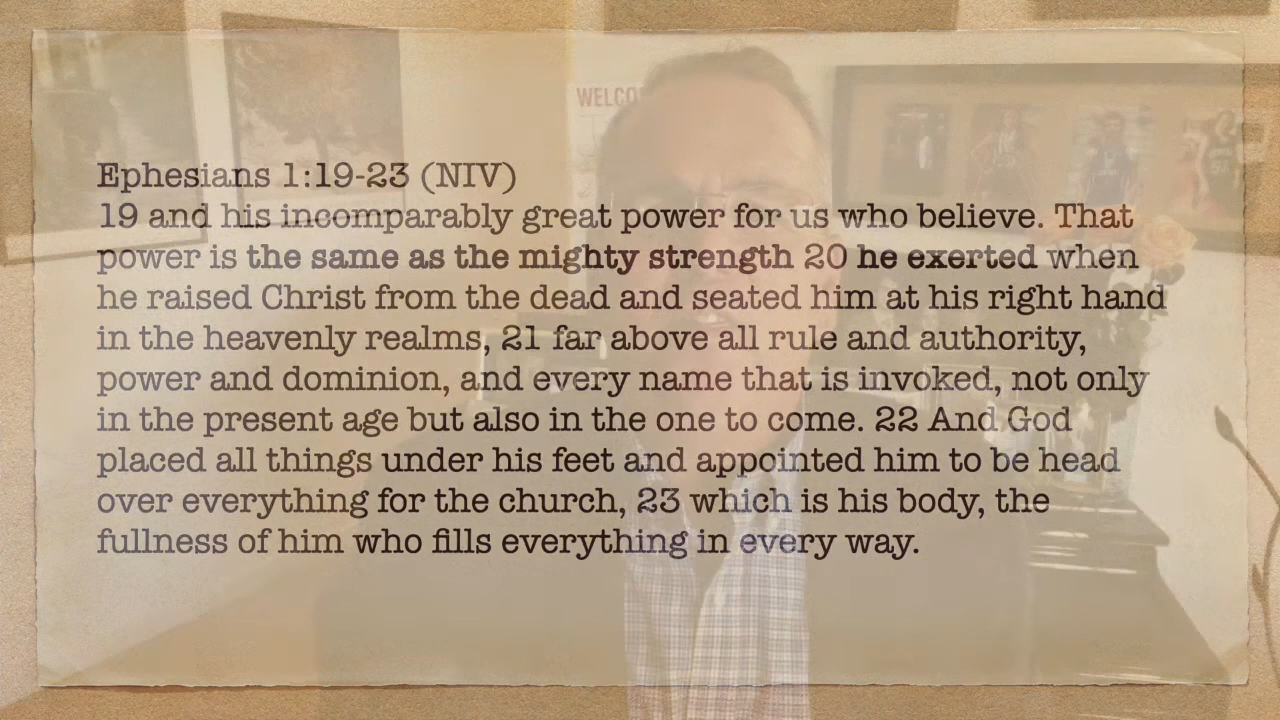 WELCO
Ephesians 1:19-23 (NIV)
19 and his incomparably great power for us who believe. That
power is the same as the mighty strength 20 he exerted when
he raised Christ from the dead and seated him at his right hand
in the heavenly realms, 21 far above all rule and authority,
power and dominion, and every name that is invoked, not only
in the present age but also in the one to come. 22 And God
placed all things under his feet and appointed him to be head
over everything for the church, 23 which is his body, the
fullness of him who fills everything in every way.